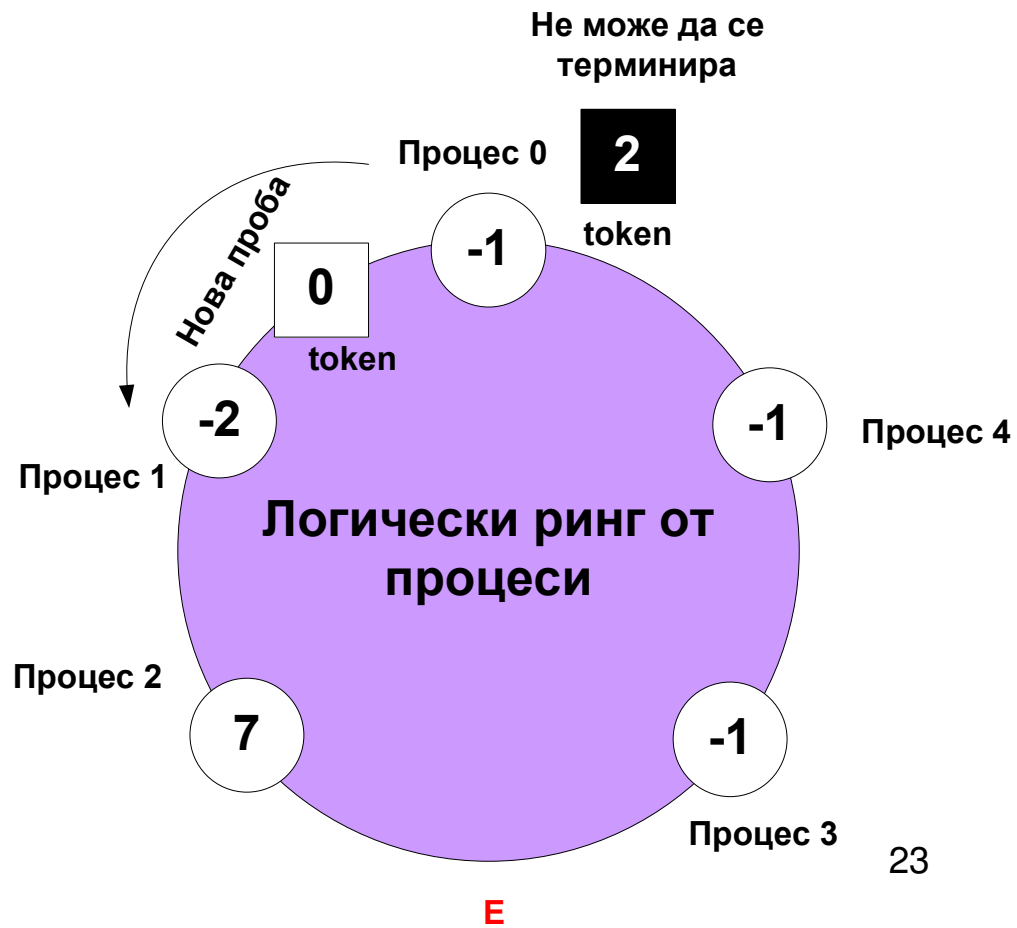 Не може да се
терминира
Процес 0
2
token
-1
Нова проба
0
token
-2
Процес 1
-1
Процес 4
Логически ринг от
процеси
Процес 2
7
-1
Процес 3
23
E